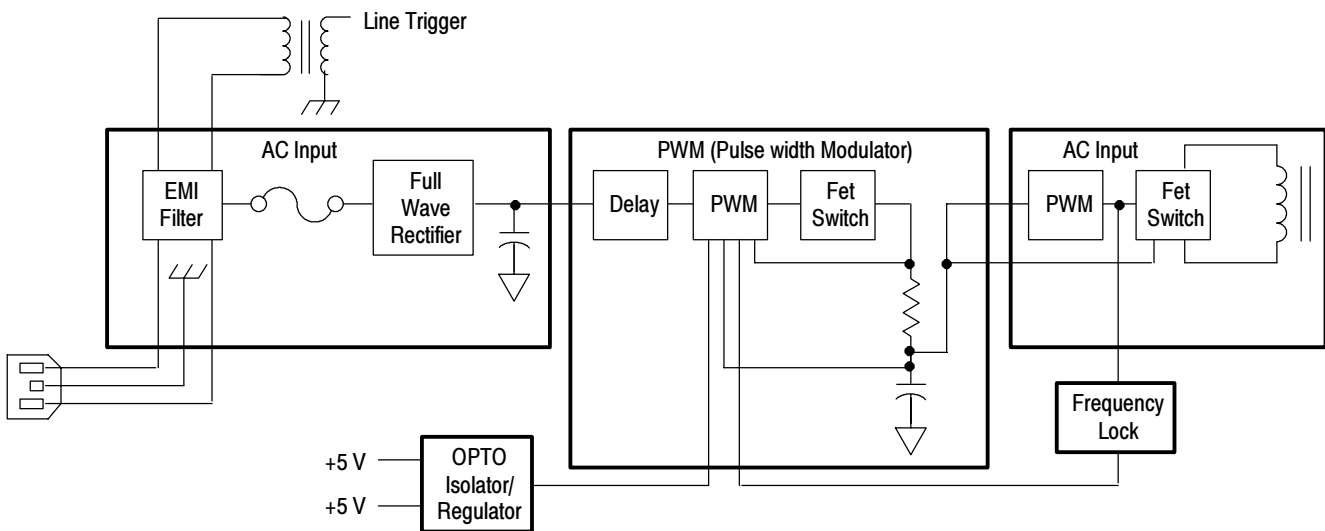 Line Trigger
AC Input
EMI
Filter
Full
Wave
Rectifier
PWM (Pulse width Modulator)
Delay
PWM
Fet
Switch
AC Input
PWM
Fet
Switch
Frequency
Lock
+5 V
+5 V
OPTO
Isolator/
Regulator